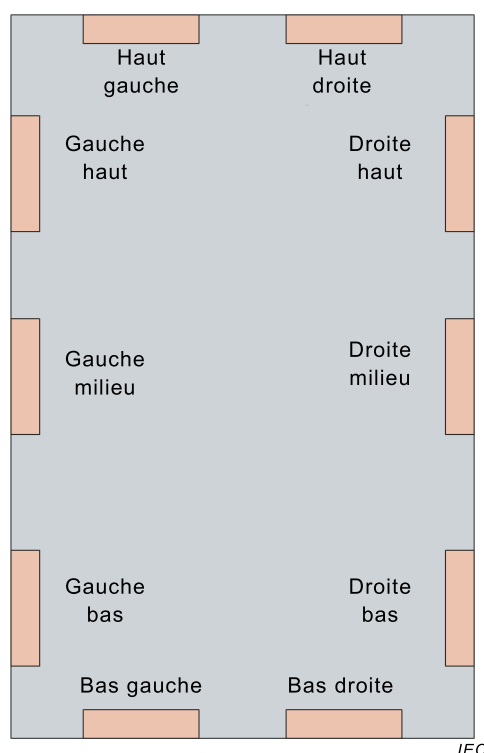 Haut
gauche
Haut
droite
Gauche
haut
Droite
haut
Gauche
milieu
Droite
milieu
Gauche
bas
Droite
bas
Bas gauche
Bas droite